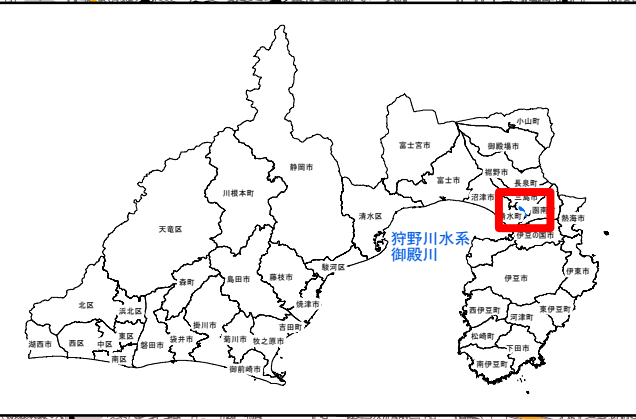 小山町
富士宮市
御殿場市
静岡市
裾野市
富士市
長泉町
川根本町
沼津市
三島市
函南
清水区
水町
熱海市
天竜区
狩野川水系
御殿川
伊豆の国市
駿河区
伊東市
島田市
藤枝市
伊豆市
森町
北区
焼津市
浜北区
西伊豆町
東伊豆町
河津町
掛川市
吉田町
東区
袋井市
菊川市
牧之原市
松崎町
湖西市
西区
中区
磐田市
下田市
南区
御前崎市
南伊豆町